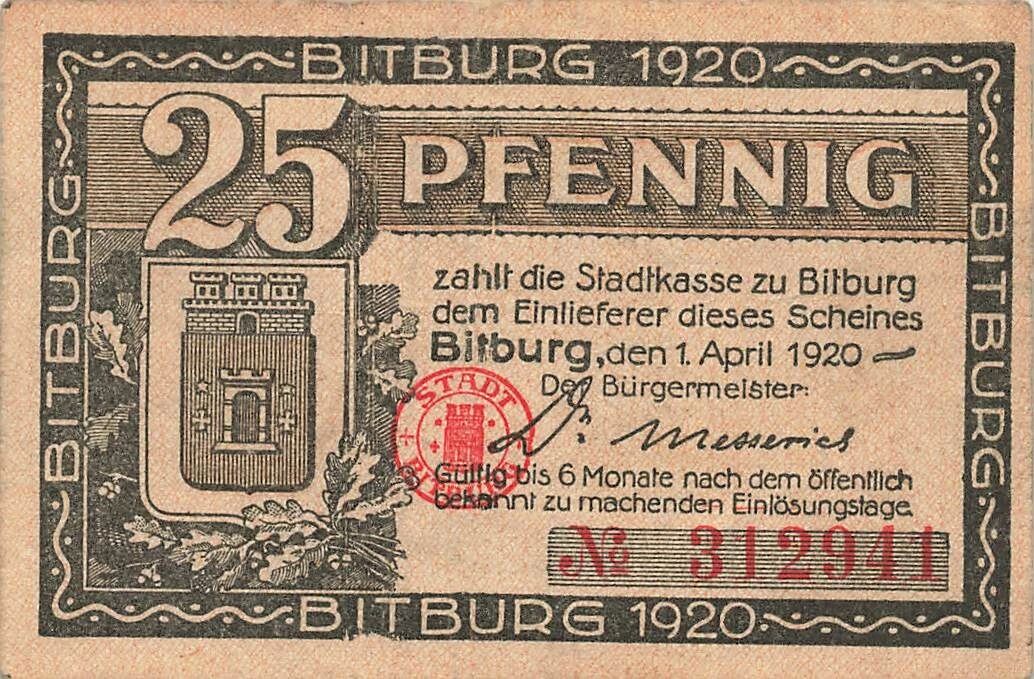 BITBURG 1920
BITBURG
BITBURG
25 PFENNIG
zahlt die Stadtkasse zu Bitburg
dem Einlieferer dieses Scheines
Bitburg, den 1. April 1920
Der Bürgermeister:
Dr. Messerich
STADT
BITBURG
Gültig bis 6 Monate nach dem öffentlich
bekannt zu machenden Einlösungstage.
№ 312941
BITBURG 1920